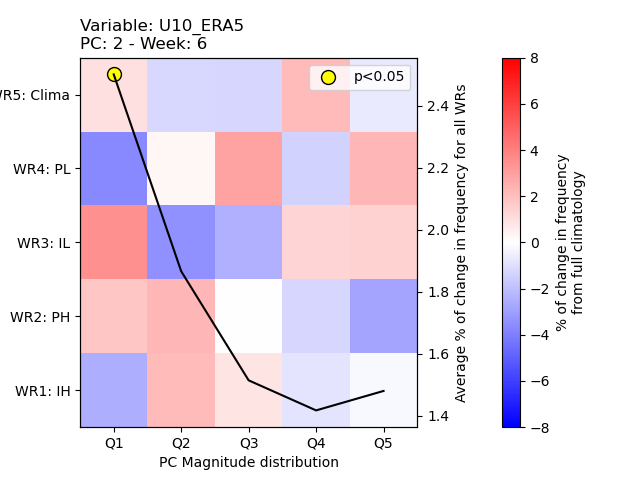 Variable: U10_ERA5
PC: 2 - Week: 6
p<0.05
WR5: Clima
WR4: PL
WR3: IL
WR2: PH
WR1: IH
Q1 Q2 Q3 Q4 Q5
PC Magnitude distribution
2.4
2.2
2.0
1.8
1.6
1.4
Average % of change in frequency for all WRs
8
6
4
2
0
−2
−4
−6
−8
% of change in frequency
from full climatology